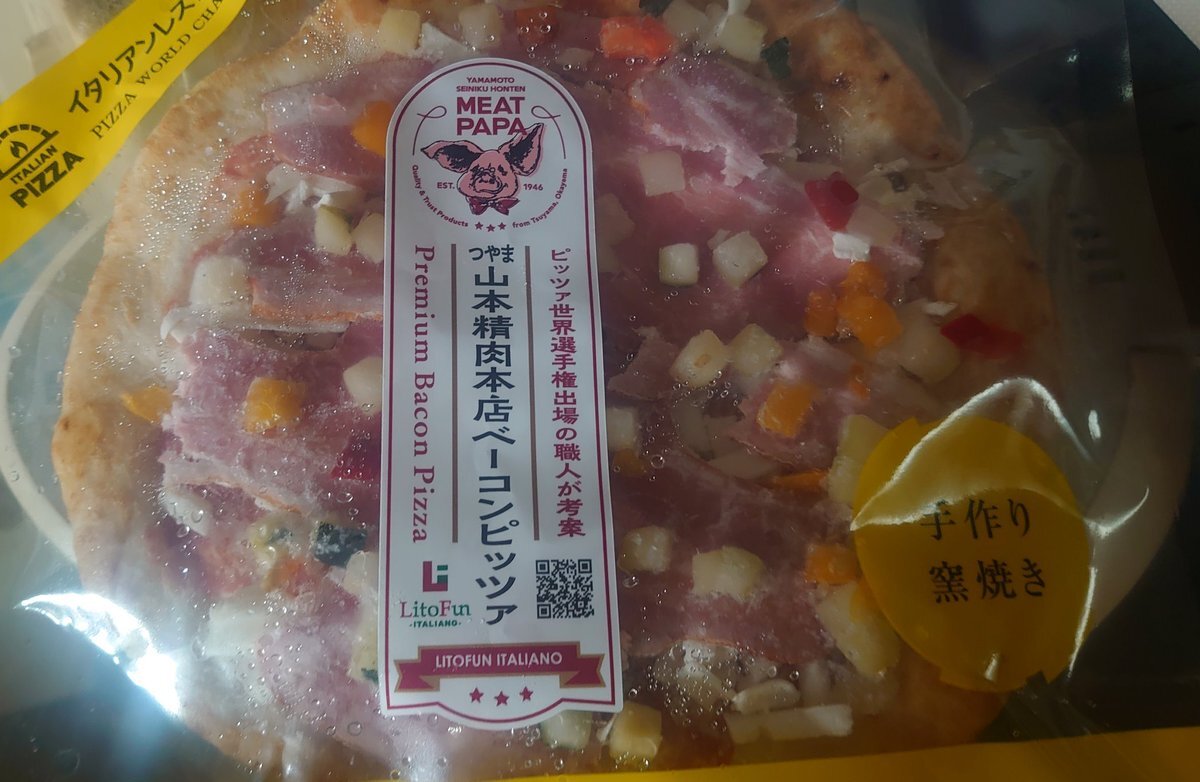 イタリアンレス
PIZZA WORLD CHA
ITALIAN
PIZZA
YAMAMOTO
SEINIKU HONTEN
MEAT
PAPA
EST. 1946
Quality & Trust Products ★★★ from Tsuyama, Okayama
ピッツァ世界選手権出場の職人が考案
つやま
山本精肉本店ベーコンピッツァ
Premium Bacon Pizza
LitoFun
-ITALIANO-
LITOFUN ITALIANO
手作り
窯焼き